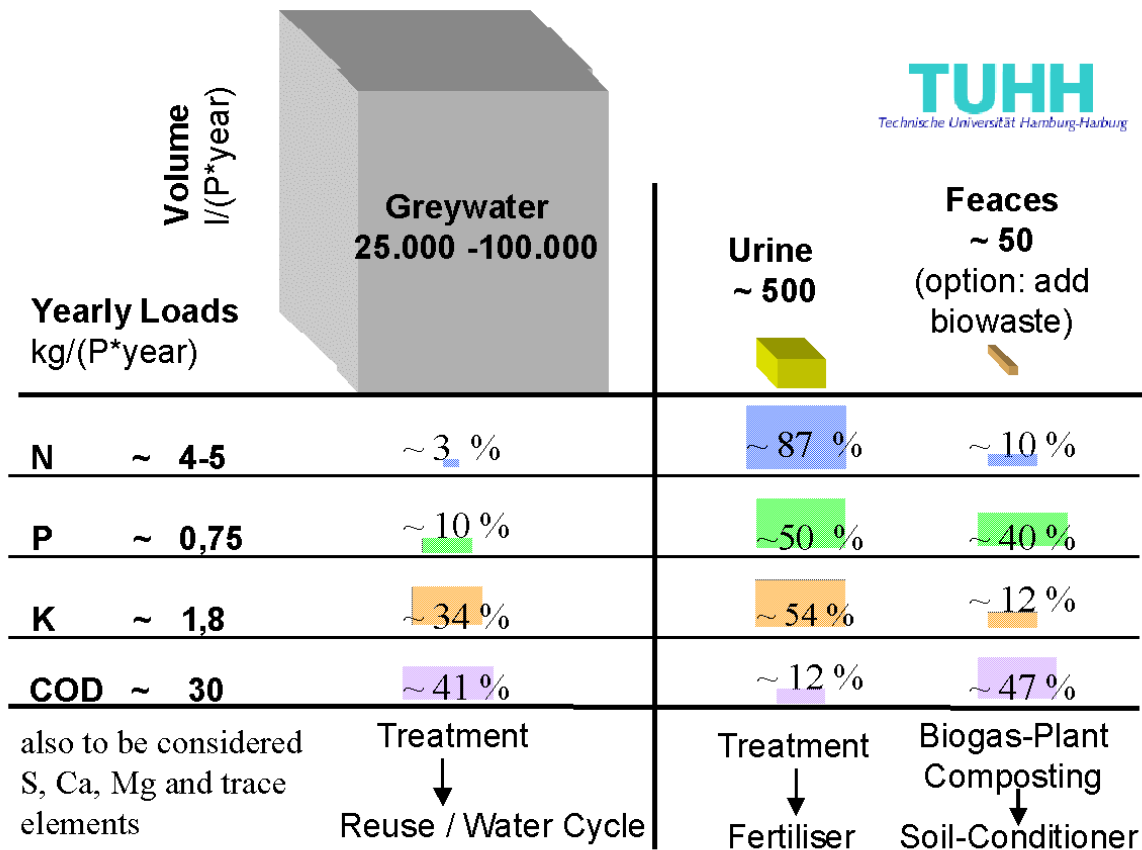 TUHH
Technische Universität Hamburg-Harburg
Volume
l/(P*year)
Greywater
25.000 -100.000
Urine
~ 500
Feaces
~ 50
(option: add
biowaste)
Yearly Loads
kg/(P*year)
N ~ 4-5 ~ 3 % ~ 87 % ~ 10 %
P ~ 0,75 ~ 10 % ~50 % ~ 40 %
K ~ 1,8 ~ 34 % ~ 54 % ~ 12 %
COD ~ 30 ~ 41 % ~ 12 % ~ 47 %
also to be considered
S, Ca, Mg and trace
elements
Treatment
Reuse / Water Cycle
Treatment
Fertiliser
Biogas-Plant
Composting
Soil-Conditioner